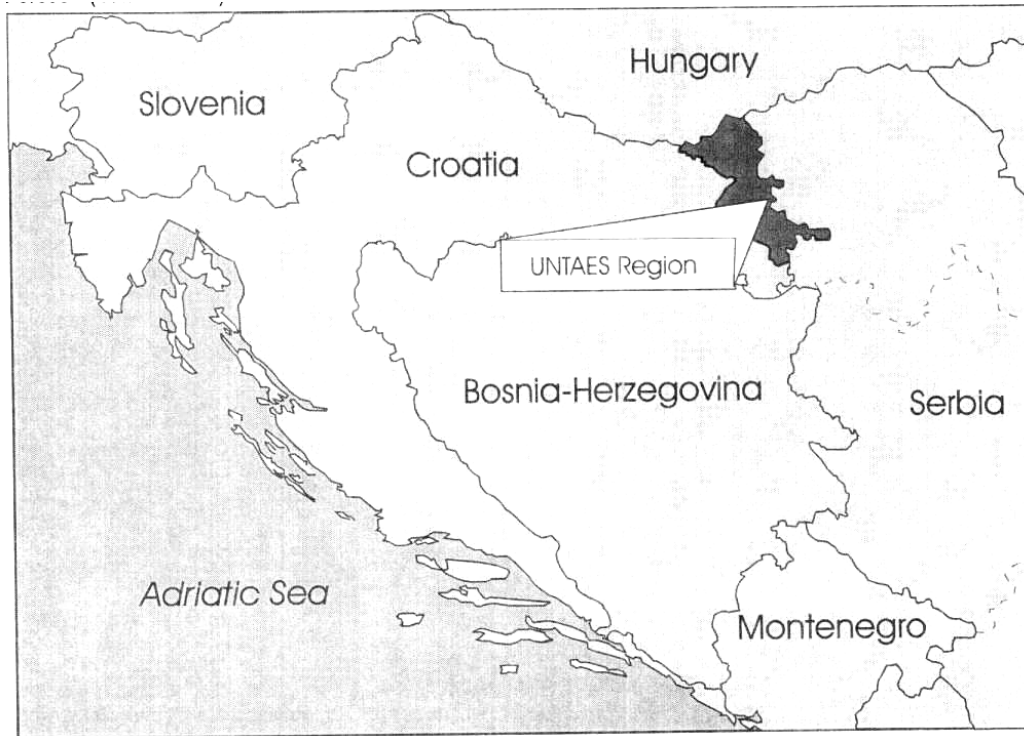 Hungary
Slovenia
Croatia
UNTAES Region
Bosnia-Herzegovina
Serbia
Adriatic Sea
Montenegro